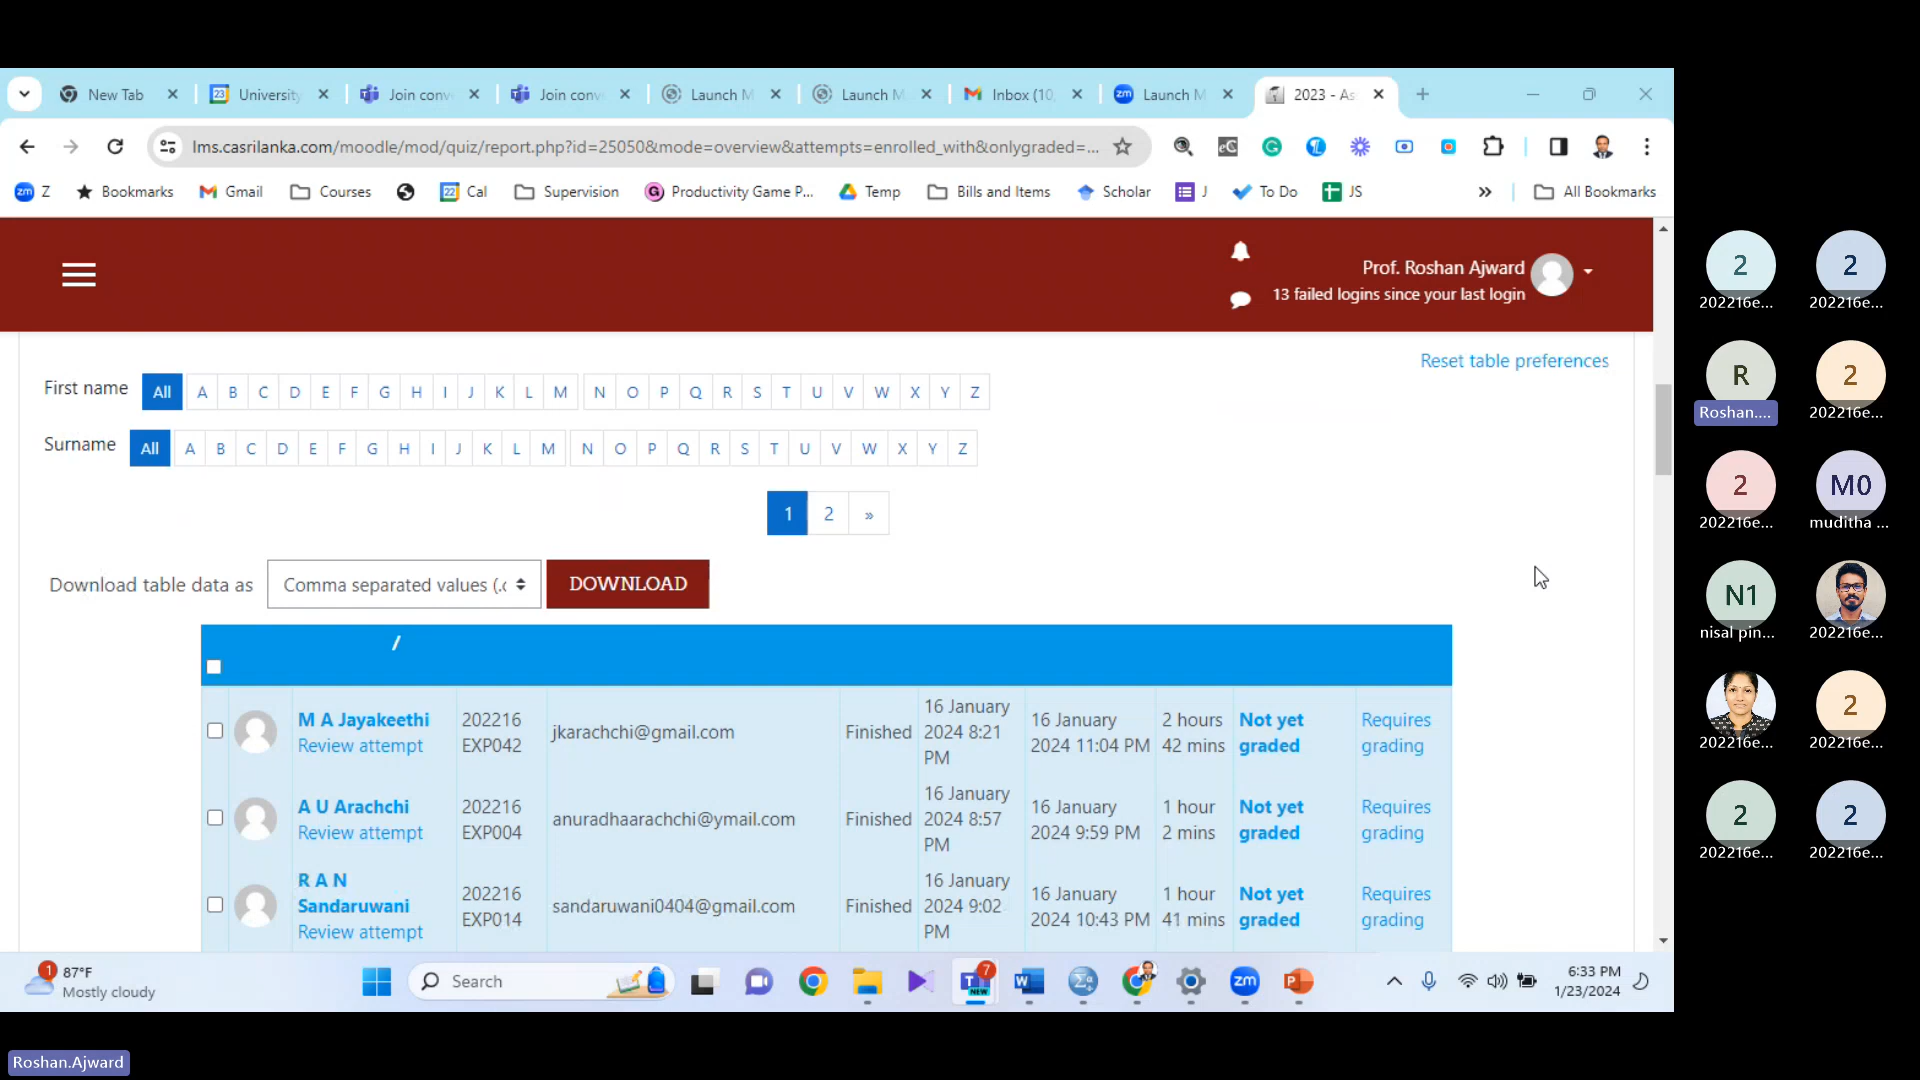 New Tab
23 University
Join conv
Join conv
Launch M
Launch M
Inbox (10,
zm Launch M
2023 - As
lms.casrilanka.com/moodle/mod/quiz/report.php?id=25050&mode=overview&attempts=enrolled_with&onlygraded=...
zm Z
Bookmarks
Gmail
Courses
22 Cal
Supervision
G Productivity Game P...
Temp
Bills and Items
Scholar
J
To Do
JS
»
All Bookmarks
Prof. Roshan Ajward
13 failed logins since your last login
Reset table preferences
First name All A B C D E F G H I J K L M N O P Q R S T U V W X Y Z
Surname All A B C D E F G H I J K L M N O P Q R S T U V W X Y Z
1 2 »
Download table data as Comma separated values (.c DOWNLOAD
/
M A Jayakeethi
Review attempt
202216
EXP042
jkarachchi@gmail.com
Finished
16 January
2024 8:21
PM
16 January
2024 11:04 PM
2 hours
42 mins
Not yet
graded
Requires
grading
A U Arachchi
Review attempt
202216
EXP004
anuradhaarachchi@ymail.com
Finished
16 January
2024 8:57
PM
16 January
2024 9:59 PM
1 hour
2 mins
Not yet
graded
Requires
grading
R A N
Sandaruwani
Review attempt
202216
EXP014
sandaruwani0404@gmail.com
Finished
16 January
2024 9:02
PM
16 January
2024 10:43 PM
1 hour
41 mins
Not yet
graded
Requires
grading
1
87°F
Mostly cloudy
Search
7
NEW
zm
6:33 PM
1/23/2024
2
202216e...
2
202216e...
R
Roshan....
2
202216e...
2
202216e...
M0
muditha ...
N1
nisal pin...
202216e...
202216e...
2
202216e...
2
202216e...
2
202216e...
Roshan.Ajward